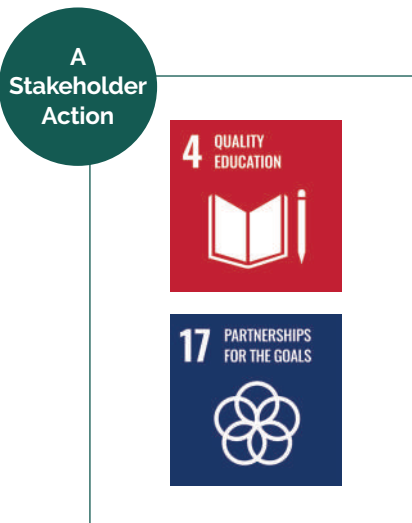 A
Stakeholder
Action
4 QUALITY
EDUCATION
17 PARTNERSHIPS
FOR THE GOALS